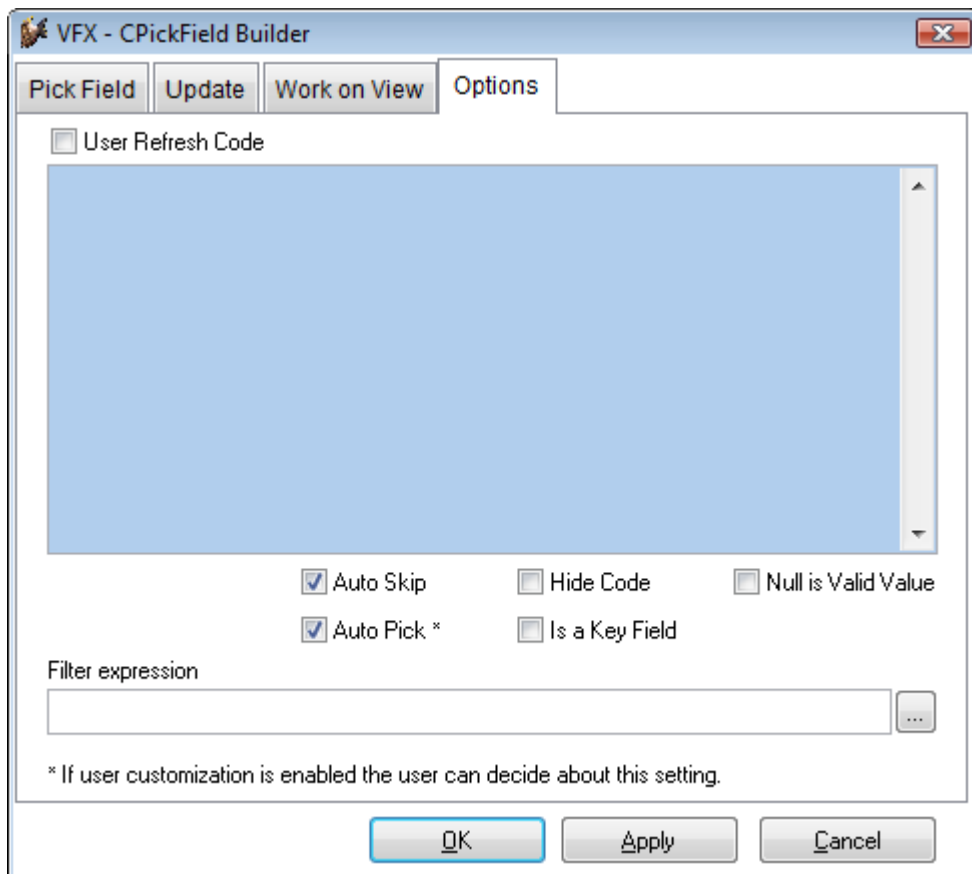 VFX - CPickField Builder
Pick Field Update Work on View Options
User Refresh Code
Auto Skip Hide Code Null is Valid Value
Auto Pick * Is a Key Field
Filter expression
...
* If user customization is enabled the user can decide about this setting.
OK Apply Cancel